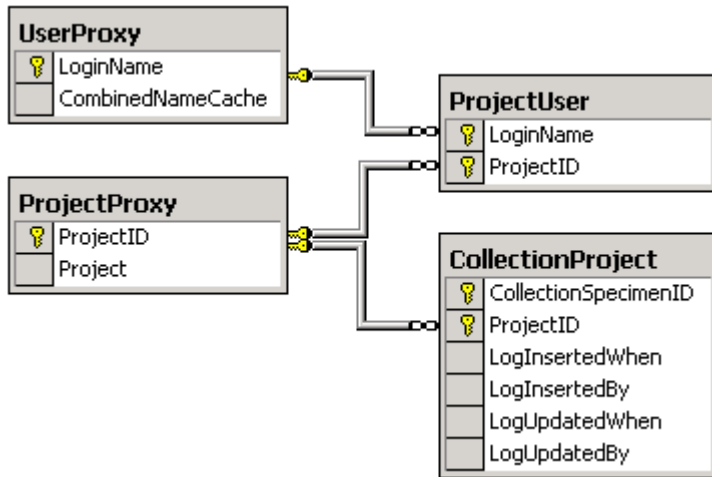 UserProxy
LoginName
CombinedNameCache
ProjectProxy
ProjectID
Project
ProjectUser
LoginName
ProjectID
CollectionProject
CollectionSpecimenID
ProjectID
LogInsertedWhen
LogInsertedBy
LogUpdatedWhen
LogUpdatedBy